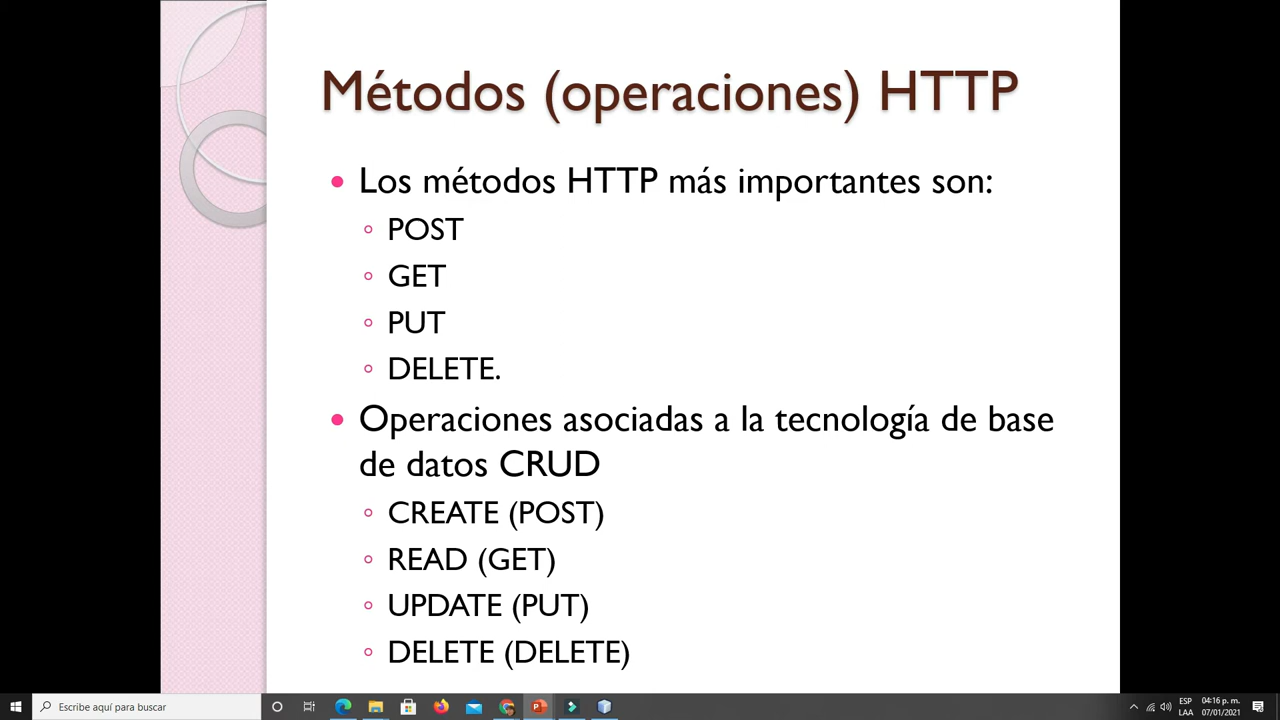 Métodos (operaciones) HTTP
Los métodos HTTP más importantes son:
POST
GET
PUT
DELETE.
Operaciones asociadas a la tecnología de base
de datos CRUD
CREATE (POST)
READ (GET)
UPDATE (PUT)
DELETE (DELETE)
Escribe aquí para buscar
ESP
LAA
04:16 p. m.
07/01/2021